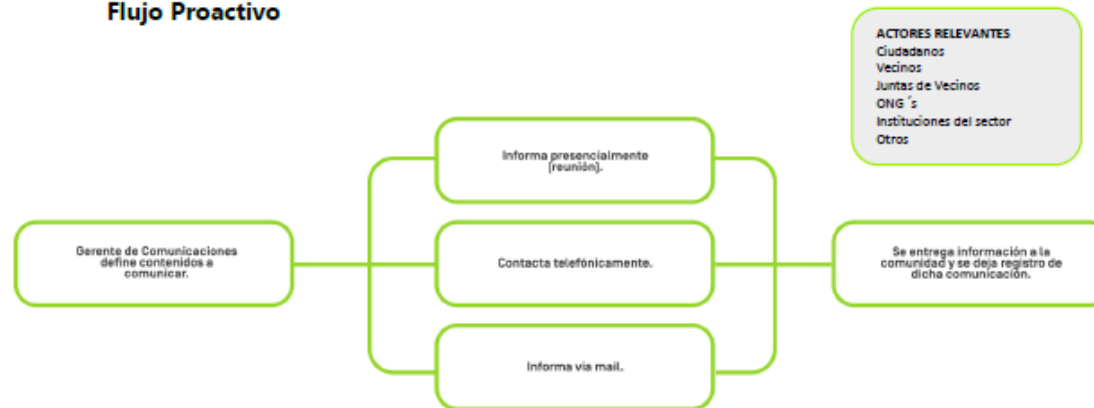 Flujo Proactivo
ACTORES RELEVANTES
Ciudadanos
Vecinos
Juntas de Vecinos
ONG ´s
Instituciones del sector
Otros
Informa presencialmente
(reunión).
Gerente de Comunicaciones
define contenidos a
comunicar.
Contacta telefónicamente.
Se entrega información a la
comunidad y se deja registro de
dicha comunicación.
Informa vía mail.